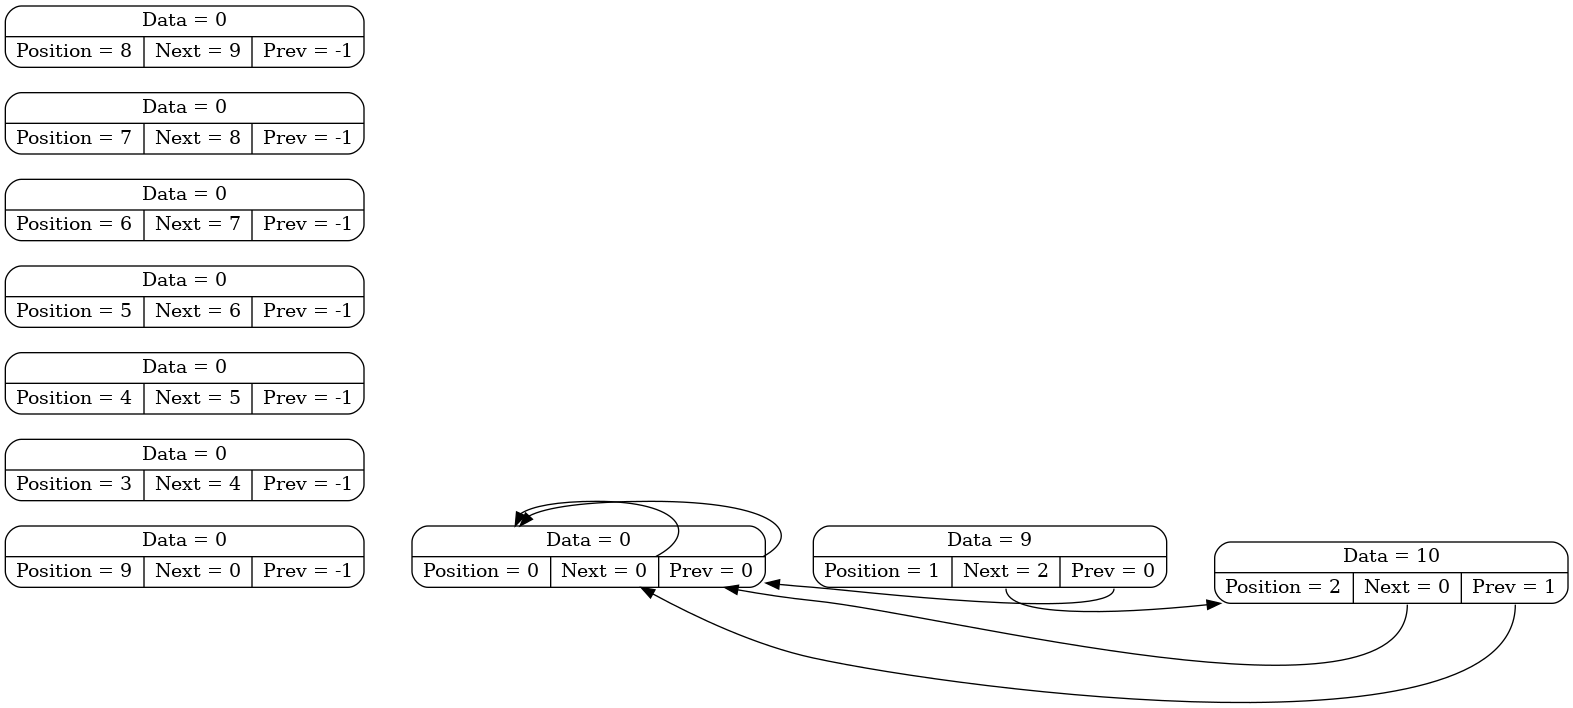 Data = 0
Position = 8 Next = 9 Prev = -1
Data = 0
Position = 7 Next = 8 Prev = -1
Data = 0
Position = 6 Next = 7 Prev = -1
Data = 0
Position = 5 Next = 6 Prev = -1
Data = 0
Position = 4 Next = 5 Prev = -1
Data = 0
Position = 3 Next = 4 Prev = -1
Data = 0
Position = 9 Next = 0 Prev = -1
Data = 0
Position = 0 Next = 0 Prev = 0
Data = 9
Position = 1 Next = 2 Prev = 0
Data = 10
Position = 2 Next = 0 Prev = 1